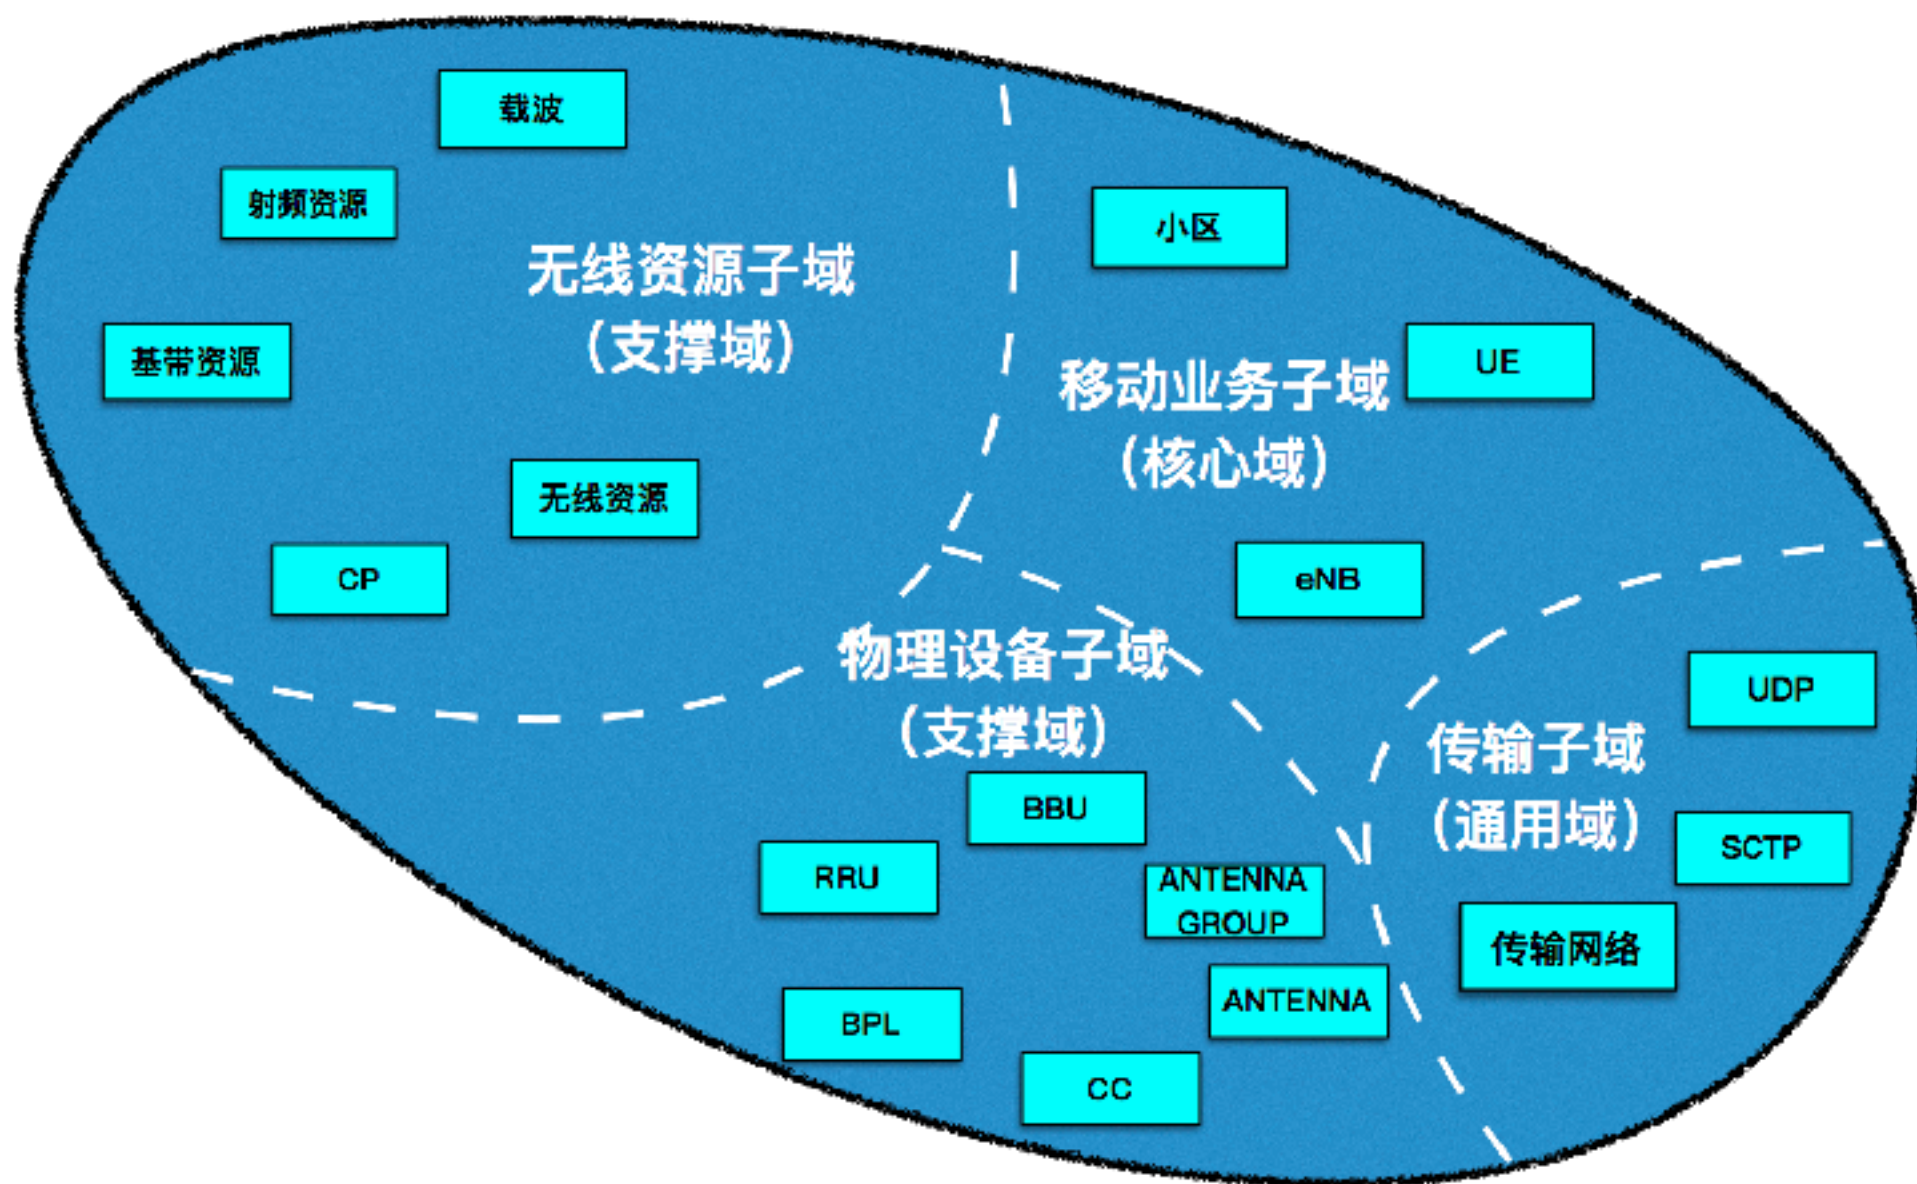 载波
射频资源
无线资源子域
（支撑域）
基带资源
无线资源
CP
小区
UE
移动业务子域
（核心域）
eNB
物理设备子域
（支撑域）
BBU
RRU
ANTENNA
GROUP
ANTENNA
BPL
CC
UDP
传输子域
（通用域）
SCTP
传输网络